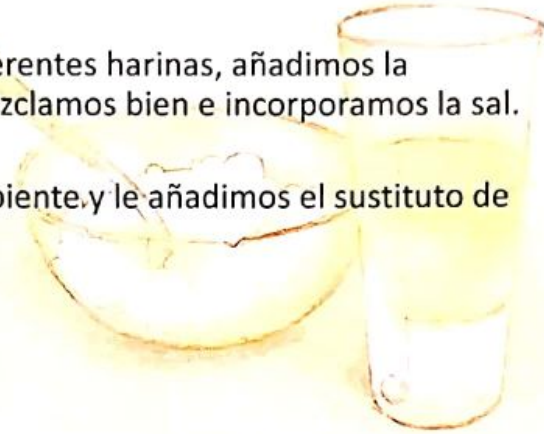 erentes harinas, añadimos la
zclamos bien e incorporamos la sal.
biente y le añadimos el sustituto de